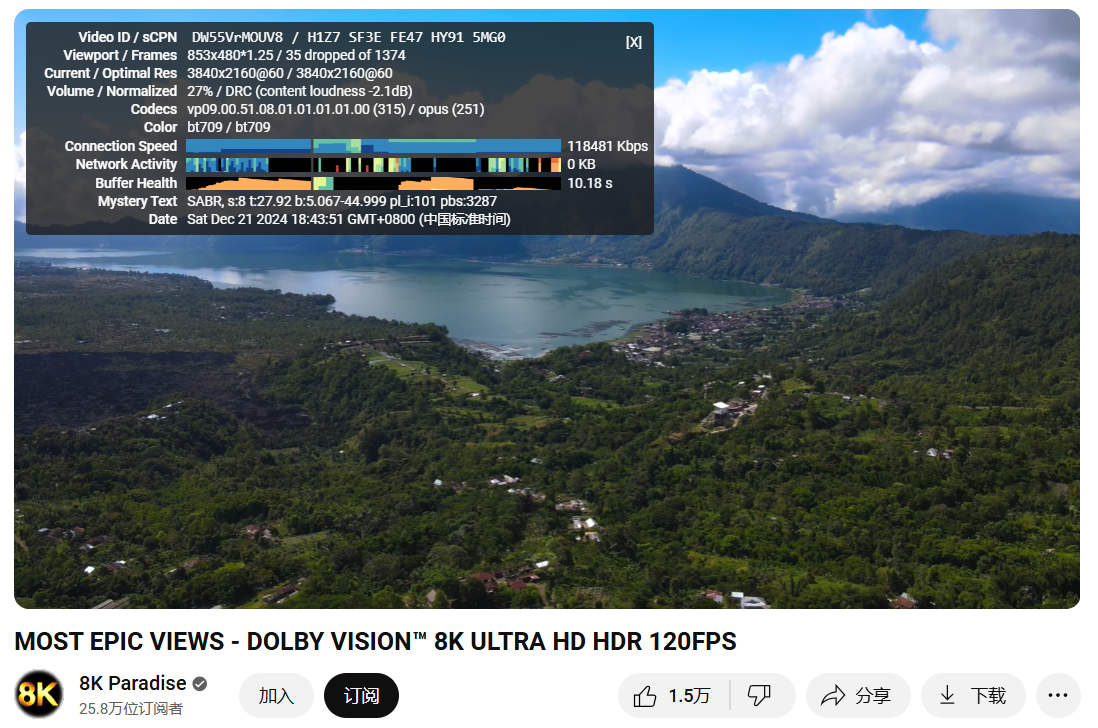 Video ID / sCPN DW55VrMOUV8 / H1Z7 SF3E FE47 HY91 5MG0
[X]
Viewport / Frames 853x480*1.25 / 35 dropped of 1374
Current / Optimal Res 3840x2160@60 / 3840x2160@60
Volume / Normalized 27% / DRC (content loudness -2.1dB)
Codecs vp09.00.51.08.01.01.01.01.00 (315) / opus (251)
Color bt709 / bt709
Connection Speed 118481 Kbps
Network Activity 0 KB
Buffer Health 10.18 s
Mystery Text SABR, s:8 t:27.92 b:5.067-44.999 pl_i:101 pbs:3287
Date Sat Dec 21 2024 18:43:51 GMT+0800 (中国标准时间)
MOST EPIC VIEWS - DOLBY VISION™ 8K ULTRA HD HDR 120FPS
8K 8K Paradise 加入 订阅 1.5万 分享 下载
25.8万位订阅者